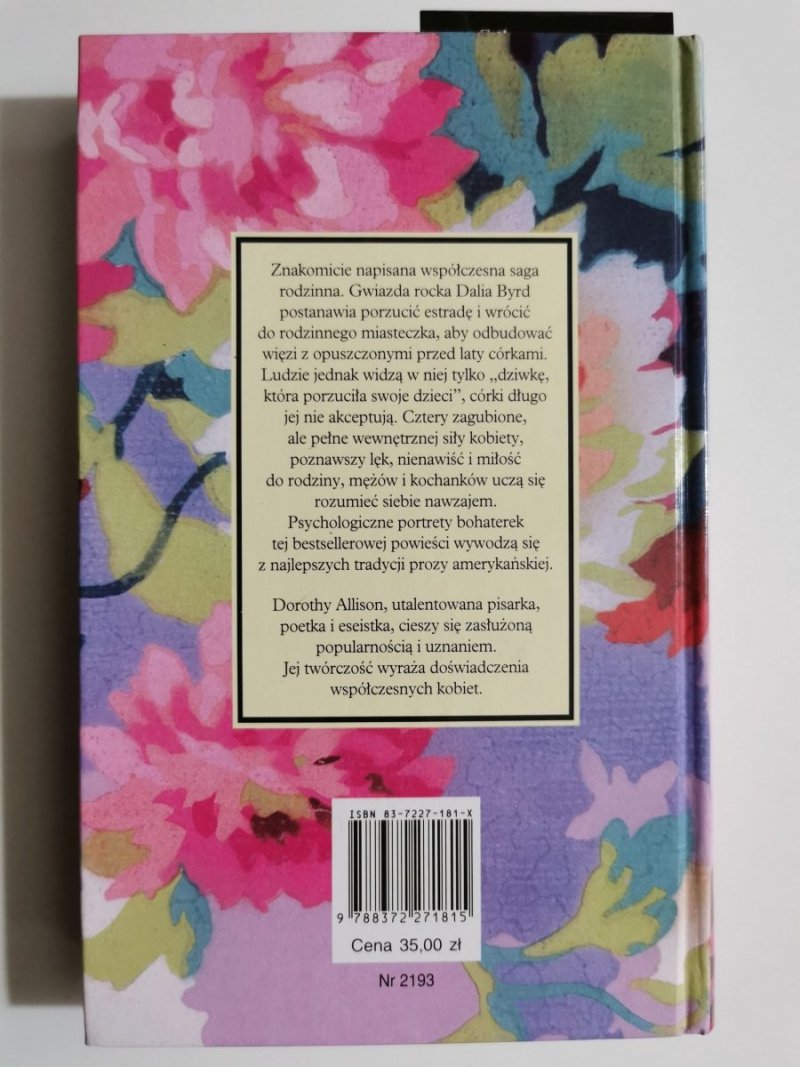 Znakomicie napisana współczesna saga
rodzinna. Gwiazda rocka Dalia Byrd
postanawia porzucić estradę i wrócić
do rodzinnego miasteczka, aby odbudować
więzi z opuszczonymi przed laty córkami.
Ludzie jednak widzą w niej tylko „dziwkę,
która porzuciła swoje dzieci”, córki długo
jej nie akceptują. Cztery zagubione,
ale pełne wewnętrznej siły kobiety,
poznawszy lęk, nienawiść i miłość
do rodziny, mężów i kochanków uczą się
rozumieć siebie nawzajem.
Psychologiczne portrety bohaterek
tej bestsellerowej powieści wywodzą się
z najlepszych tradycji prozy amerykańskiej.
Dorothy Allison, utalentowana pisarka,
poetka i eseistka, cieszy się zasłużoną
popularnością i uznaniem.
Jej twórczość wyraża doświadczenia
współczesnych kobiet.
ISBN 83-7227-181-X
9 788372 271815
Cena 35,00 zł
Nr 2193